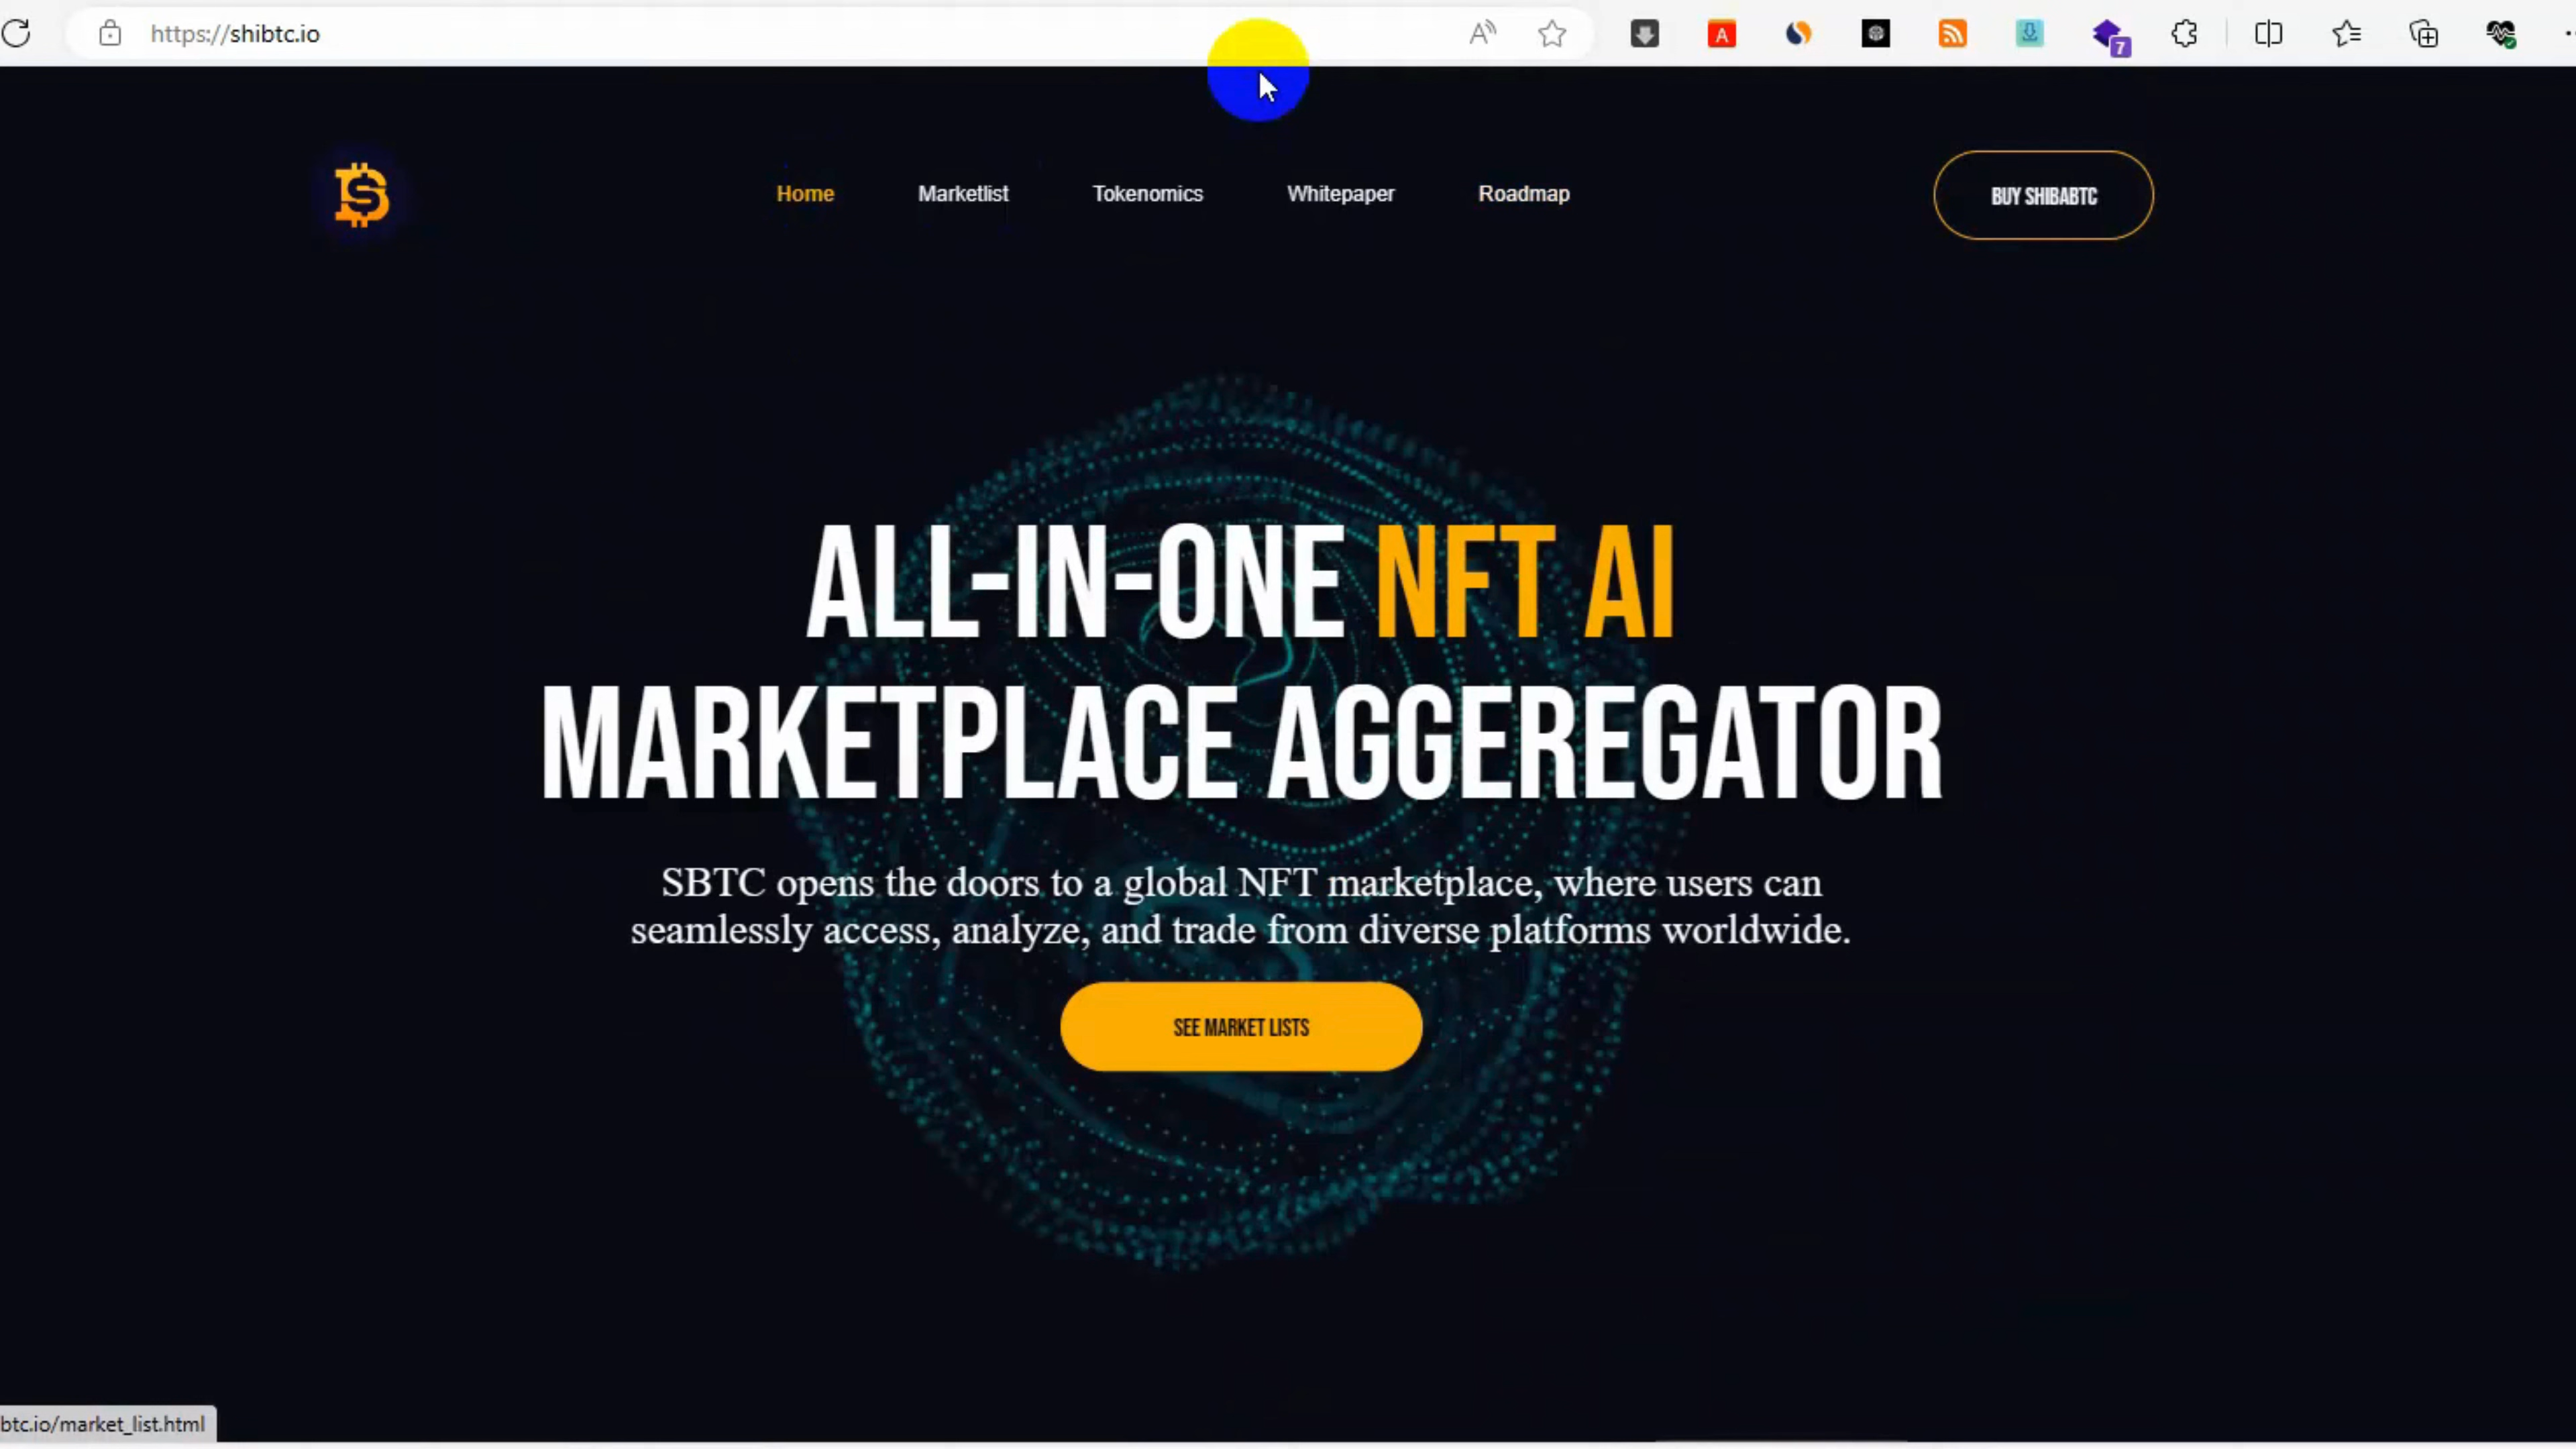 https://shibtc.io
A
7
Home Marketlist Tokenomics Whitepaper Roadmap
BUY SHIBABTC
ALL-IN-ONE NFT AI
MARKETPLACE AGGEREGATOR
SBTC opens the doors to a global NFT marketplace, where users can
seamlessly access, analyze, and trade from diverse platforms worldwide.
SEE MARKET LISTS
btc.io/market_list.html